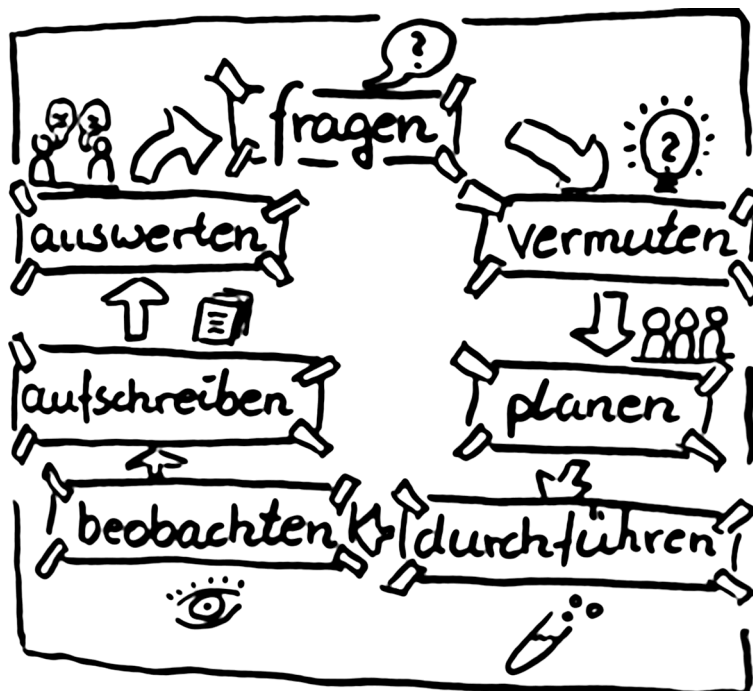 ?
fragen
?
vermuten
planen
durchführen
beobachten
aufschreiben
auswerten